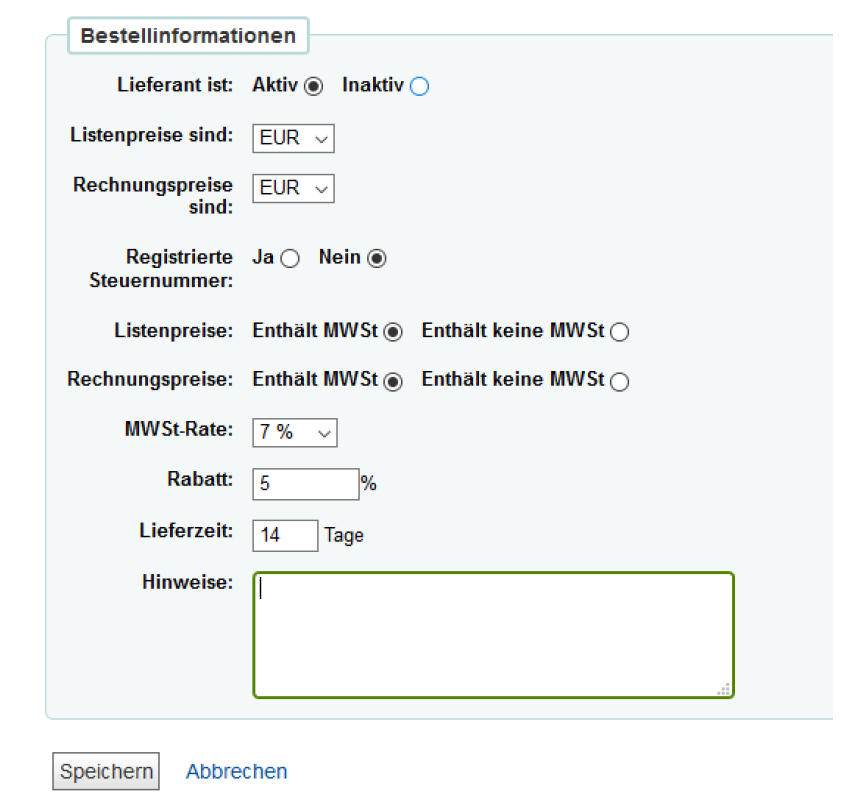 Bestellinformationen
Lieferant ist: Aktiv Inaktiv
Listenpreise sind: EUR
Rechnungspreise sind: EUR
Registrierte Steuernummer: Ja Nein
Listenpreise: Enthält MWSt Enthält keine MWSt
Rechnungspreise: Enthält MWSt Enthält keine MWSt
MWSt-Rate: 7 %
Rabatt: 5 %
Lieferzeit: 14 Tage
Hinweise:
Speichern Abbrechen